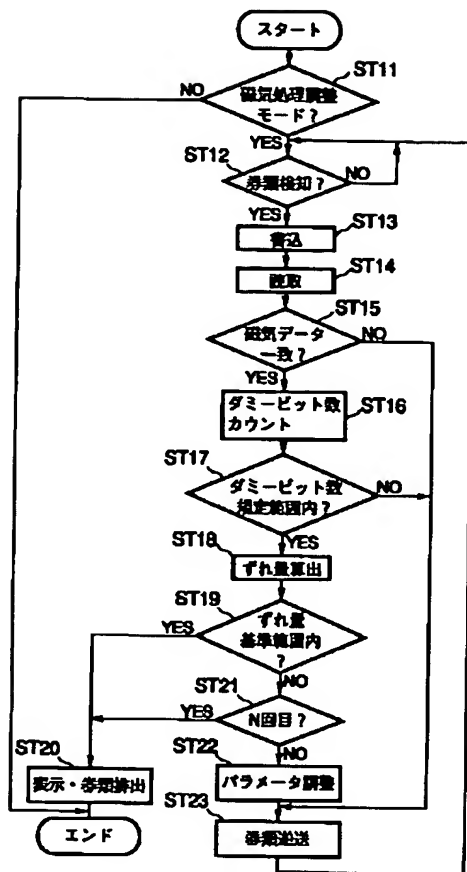 スタート
ST11
NO
磁気処理調整
モード？
YES
ST12
券類検知？
NO
YES
ST13
書込
ST14
読取
ST15
磁気データ
一致？
NO
YES
ダミービット数
カウント
ST16
ST17
ダミービット数
規定範囲内？
NO
YES
ST18
ずれ量算出
ST19
ずれ量
基準範囲内
？
YES
NO
ST21
N回目？
YES
NO
ST20
表示・券類排出
ST22
パラメータ調整
エンド
ST23
券類逆送